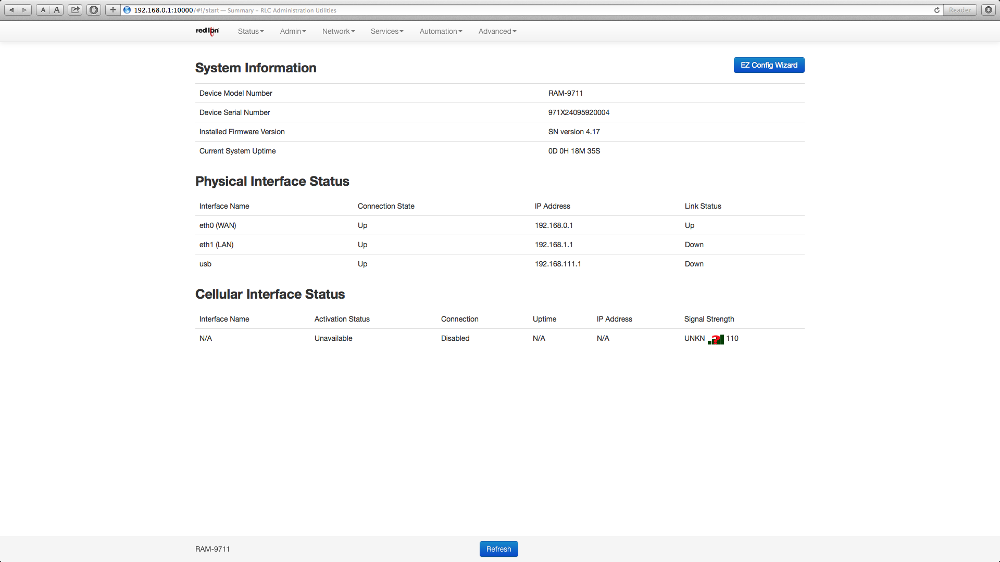 A A 192.168.0.1:10000/#!/start — Summary – RLC Administration Utilities Reader
red lion Status Admin Network Services Automation Advanced
System Information EZ Config Wizard
Device Model Number RAM-9711
Device Serial Number 971X24095920004
Installed Firmware Version SN version 4.17
Current System Uptime 0D 0H 18M 35S
Physical Interface Status
Interface Name Connection State IP Address Link Status
eth0 (WAN) Up 192.168.0.1 Up
eth1 (LAN) Up 192.168.1.1 Down
usb Up 192.168.111.1 Down
Cellular Interface Status
Interface Name Activation Status Connection Uptime IP Address Signal Strength
N/A Unavailable Disabled N/A N/A UNKN ? 110
RAM-9711 Refresh